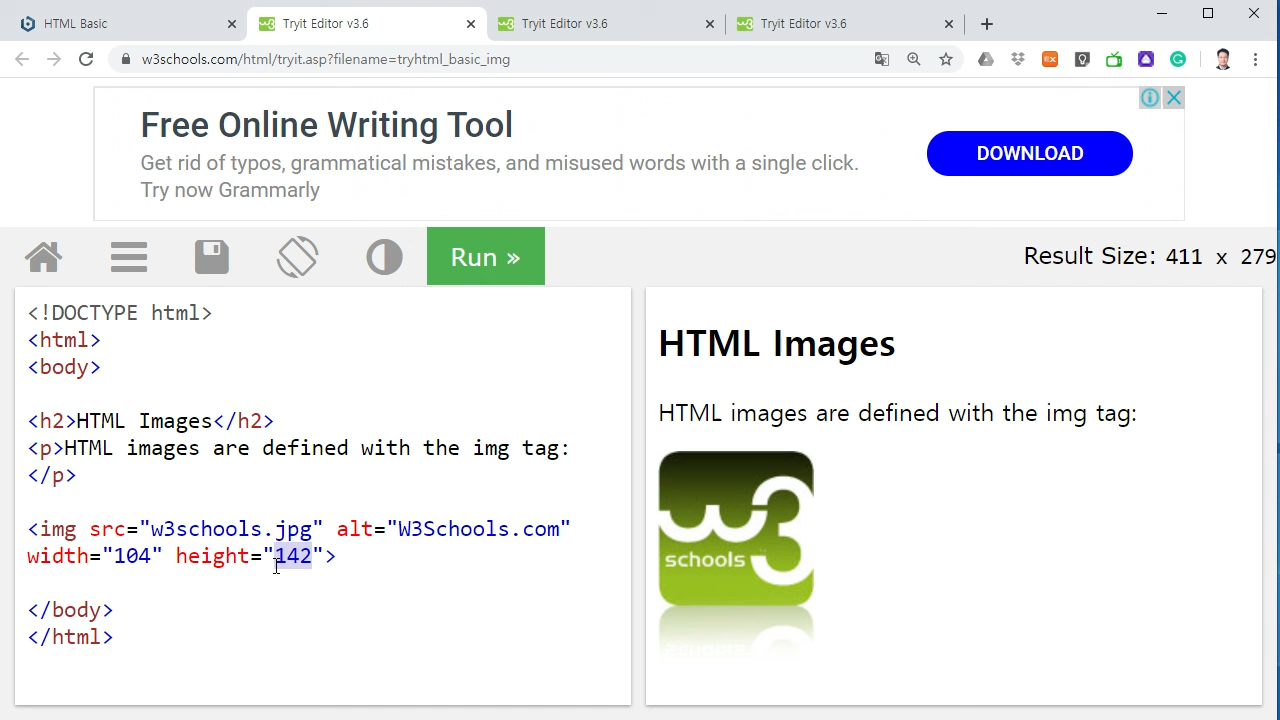 HTML Basic
Tryit Editor v3.6
Tryit Editor v3.6
Tryit Editor v3.6
w3schools.com/html/tryit.asp?filename=tryhtml_basic_img
Free Online Writing Tool
Get rid of typos, grammatical mistakes, and misused words with a single click.
Try now Grammarly
DOWNLOAD
Run »
Result Size: 411 x 279
<!DOCTYPE html>
<html>
<body>
<h2>HTML Images</h2>
<p>HTML images are defined with the img tag:
</p>
<img src="w3schools.jpg" alt="W3Schools.com"
width="104" height="142">
</body>
</html>
HTML Images
HTML images are defined with the img tag:
w3
schools